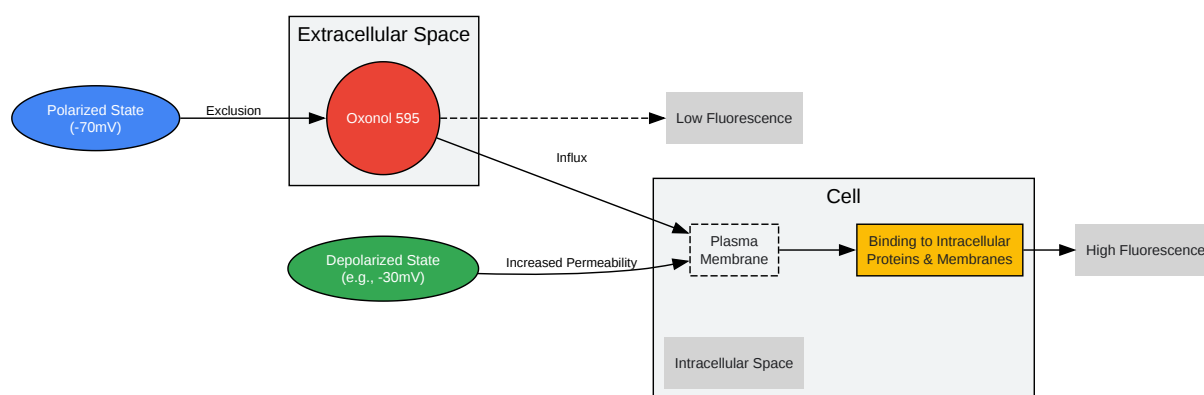 Extracellular Space
Polarized State
(-70mV)
Exclusion
Oxonol 595
Low Fluorescence
Influx
Cell
Depolarized State
(e.g., -30mV)
Increased Permeability
Plasma
Membrane
Binding to Intracellular
Proteins & Membranes
High Fluorescence
Intracellular Space